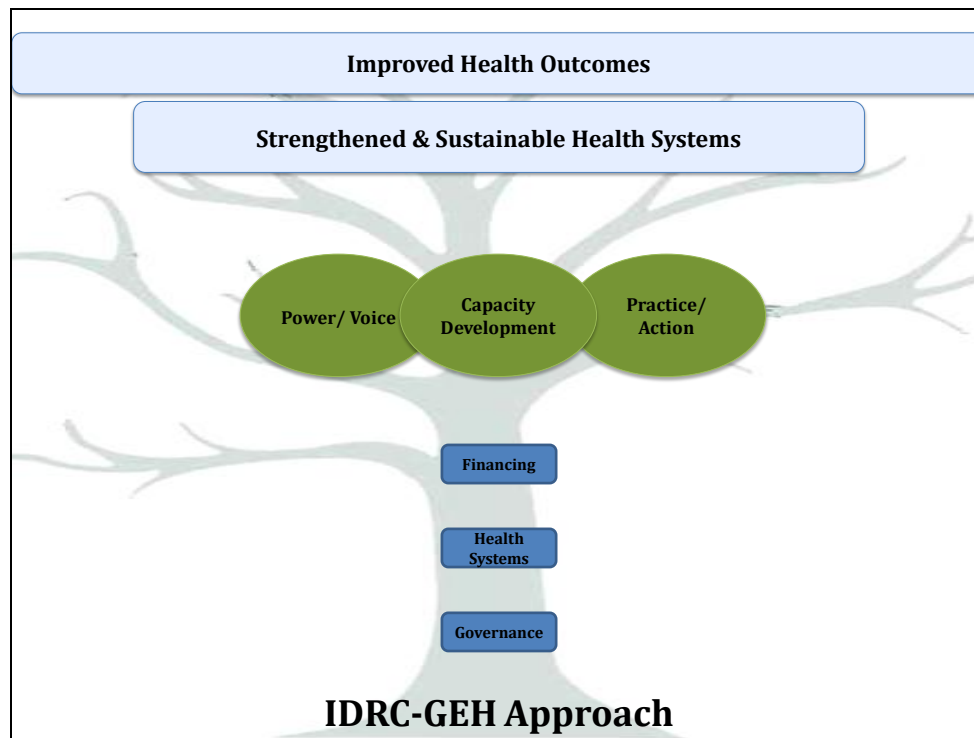 Improved Health Outcomes
Strengthened & Sustainable Health Systems
Power/ Voice
Capacity
Development
Practice/
Action
Financing
Health
Systems
Governance
IDRC-GEH Approach